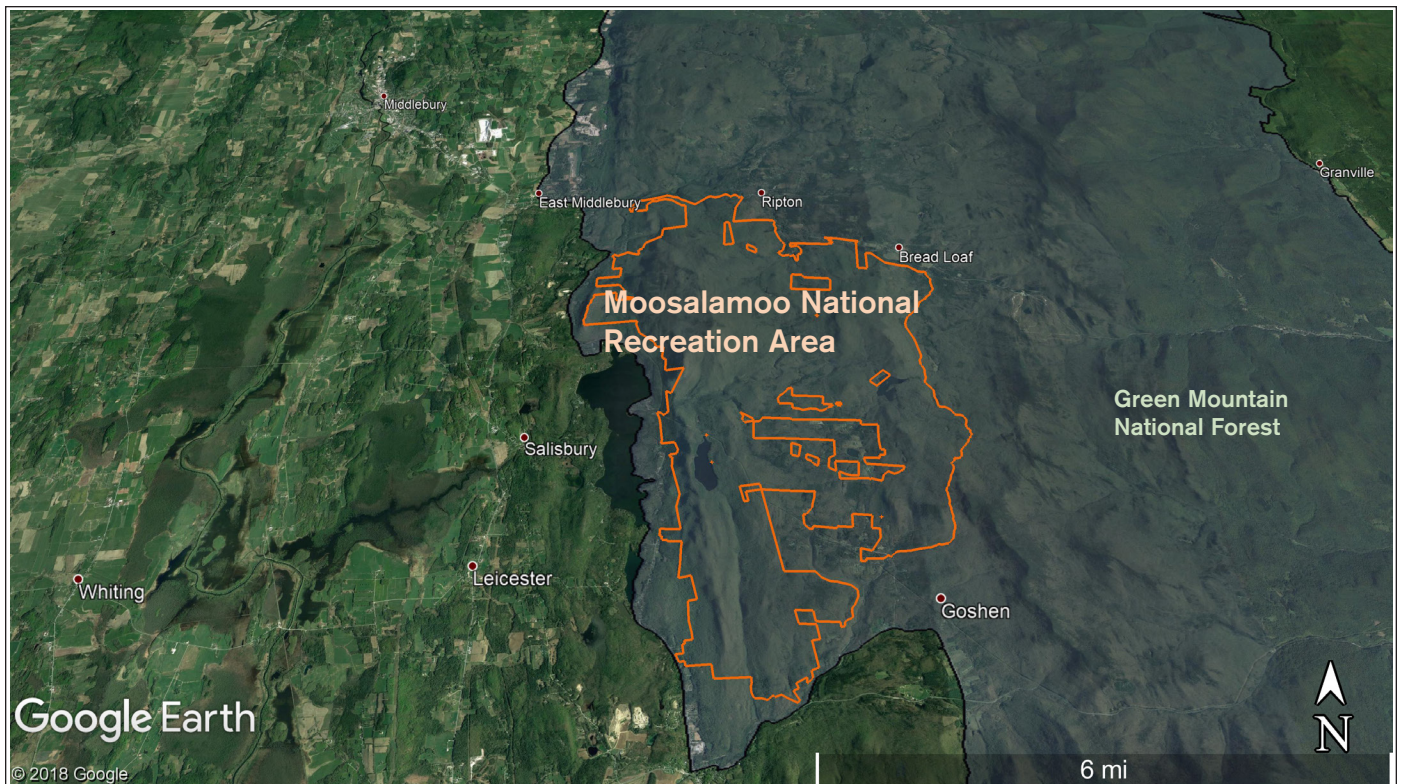 Middlebury
Granville
East Middlebury
Ripton
Bread Loaf
Moosalamoo National
Recreation Area
Green Mountain
National Forest
Salisbury
Leicester
Whiting
Goshen
Google Earth
N
© 2018 Google
6 mi